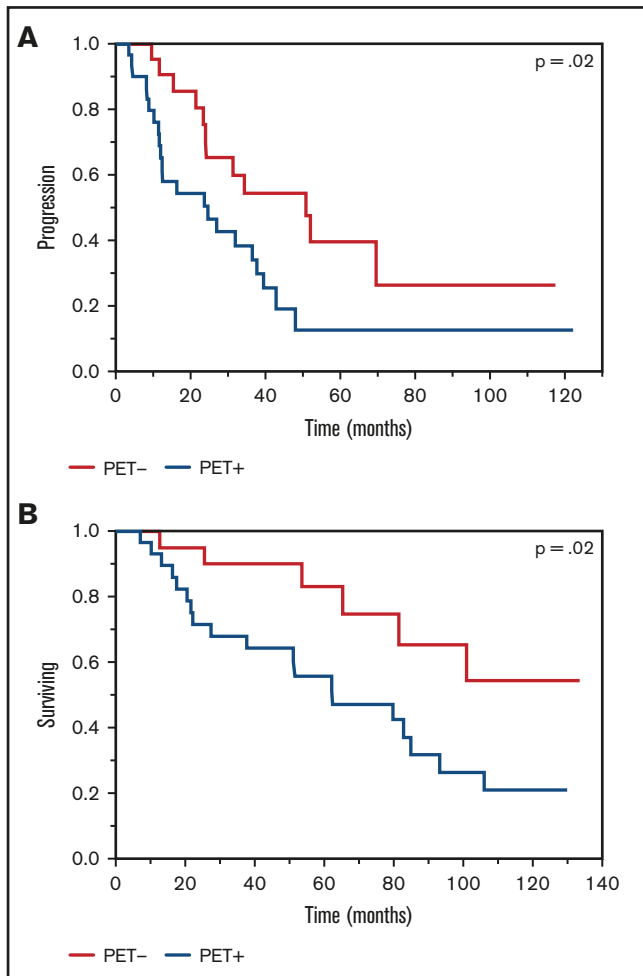 A
p = .02
1.0
0.8
0.6
0.4
0.2
0.0
Progression
0 20 40 60 80 100 120
Time (months)
PET– PET+
B
p = .02
1.0
0.8
0.6
0.4
0.2
0.0
Surviving
0 20 40 60 80 100 120 140
Time (months)
PET– PET+